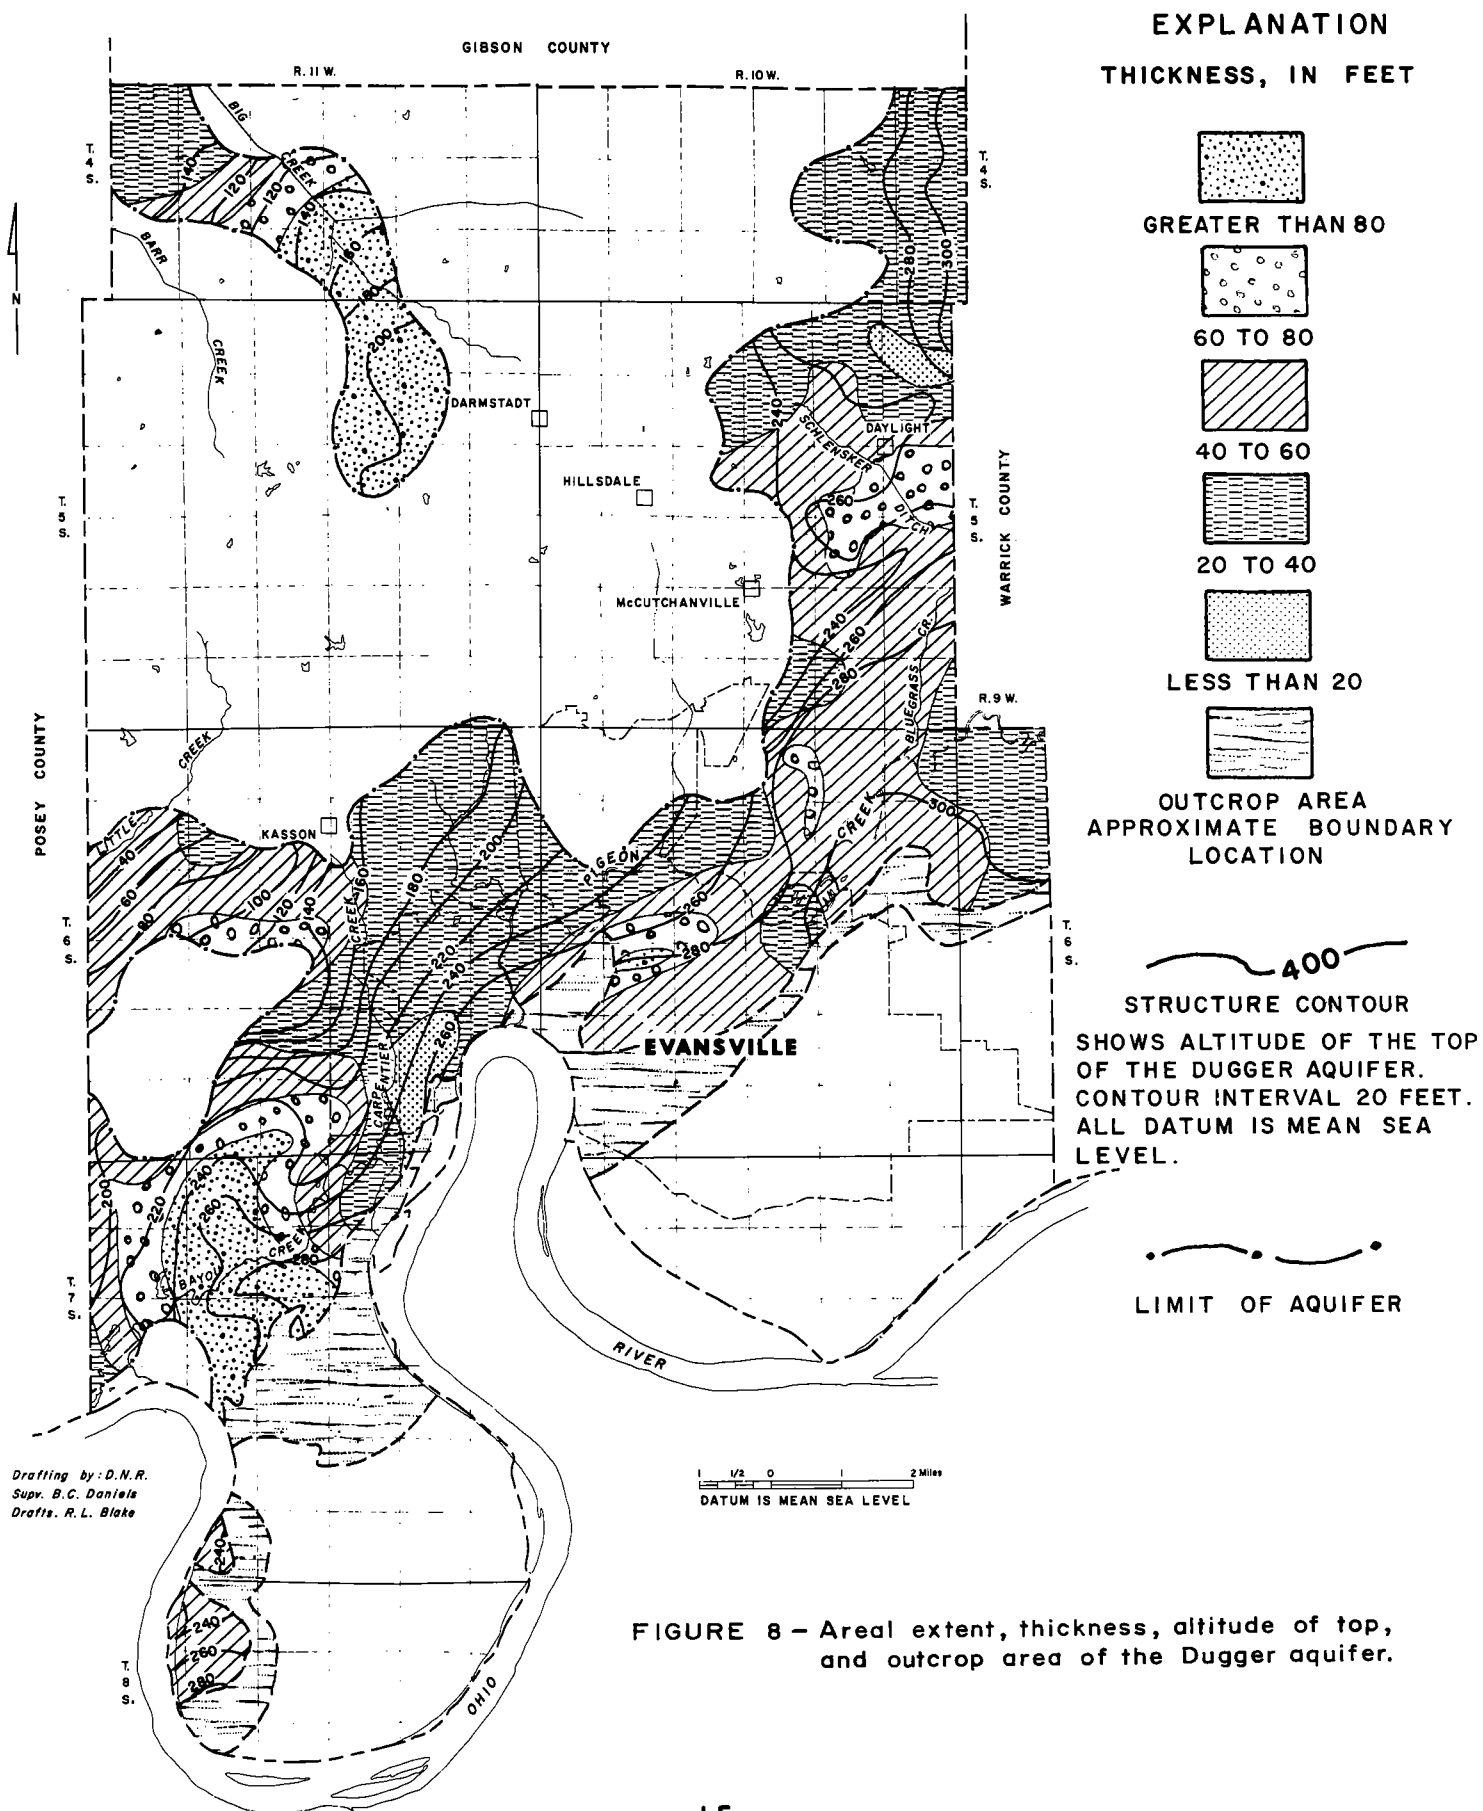 GIBSON COUNTY
R. 11 W.
R. 10 W.
T.
4
S.
T.
4
S.
BIG
CREEK
140
120
120
140
160
180
200
BARR
CREEK
N
280
300
DARMSTADT
240
SCHLENSKER
DITCH
DAYLIGHT
260
HILLSDALE
T.
5
S.
T.
5
S.
WARRICK COUNTY
McCUTCHANVILLE
240
260
280
BLUEGRASS CR.
R. 9 W.
POSEY COUNTY
CREEK
LITTLE
KASSON
40
60
80
100
120
140
160
CREEK
180
200
220
240
PIGEON
CREEK
300
260
280
T.
6
S.
T.
6
S.
260
CARPENTIER
EVANSVILLE
200
220
240
260
280
BAYOU
CREEK
T.
7
S.
RIVER
240
240
260
280
T.
8
S.
OHIO
EXPLANATION
THICKNESS, IN FEET
GREATER THAN 80
60 TO 80
40 TO 60
20 TO 40
LESS THAN 20
OUTCROP AREA
APPROXIMATE BOUNDARY
LOCATION
400
STRUCTURE CONTOUR
SHOWS ALTITUDE OF THE TOP
OF THE DUGGER AQUIFER.
CONTOUR INTERVAL 20 FEET.
ALL DATUM IS MEAN SEA
LEVEL.
LIMIT OF AQUIFER
Drafting by: D.N.R.
Supv. B.C. Daniels
Drafts. R.L. Blake
1 1/2 0 1 2 Miles
DATUM IS MEAN SEA LEVEL
FIGURE 8 – Areal extent, thickness, altitude of top,
and outcrop area of the Dugger aquifer.